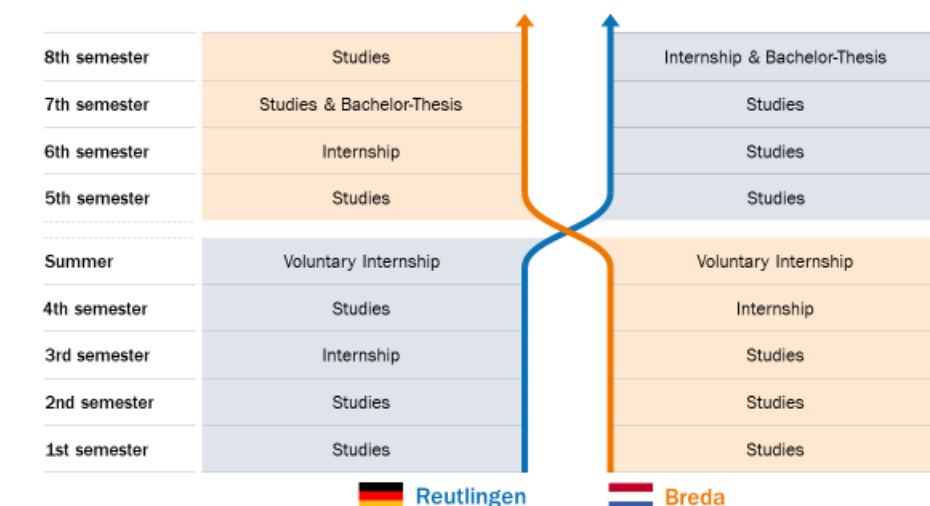 8th semester Studies Internship & Bachelor-Thesis
7th semester Studies & Bachelor-Thesis Studies
6th semester Internship Studies
5th semester Studies Studies
Summer Voluntary Internship Voluntary Internship
4th semester Studies Internship
3rd semester Internship Studies
2nd semester Studies Studies
1st semester Studies Studies
Reutlingen Breda